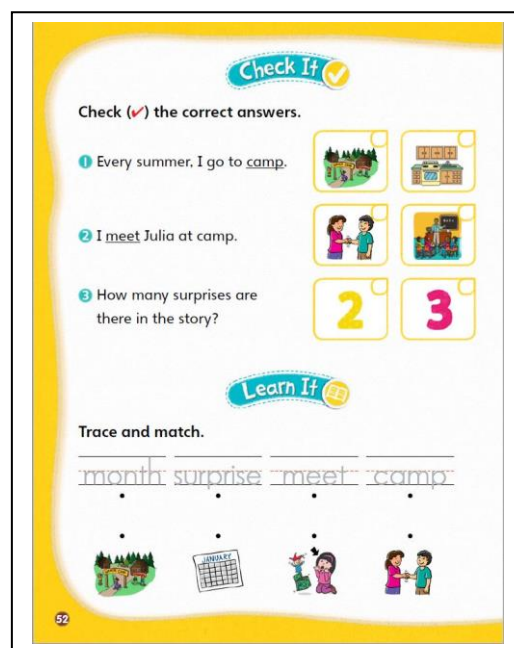 Check It
Check (✔) the correct answers.
1 Every summer, I go to camp.
2 I meet Julia at camp.
3 How many surprises are
there in the story?
2 3
Learn It
Trace and match.
month surprise meet camp
JANUARY
52